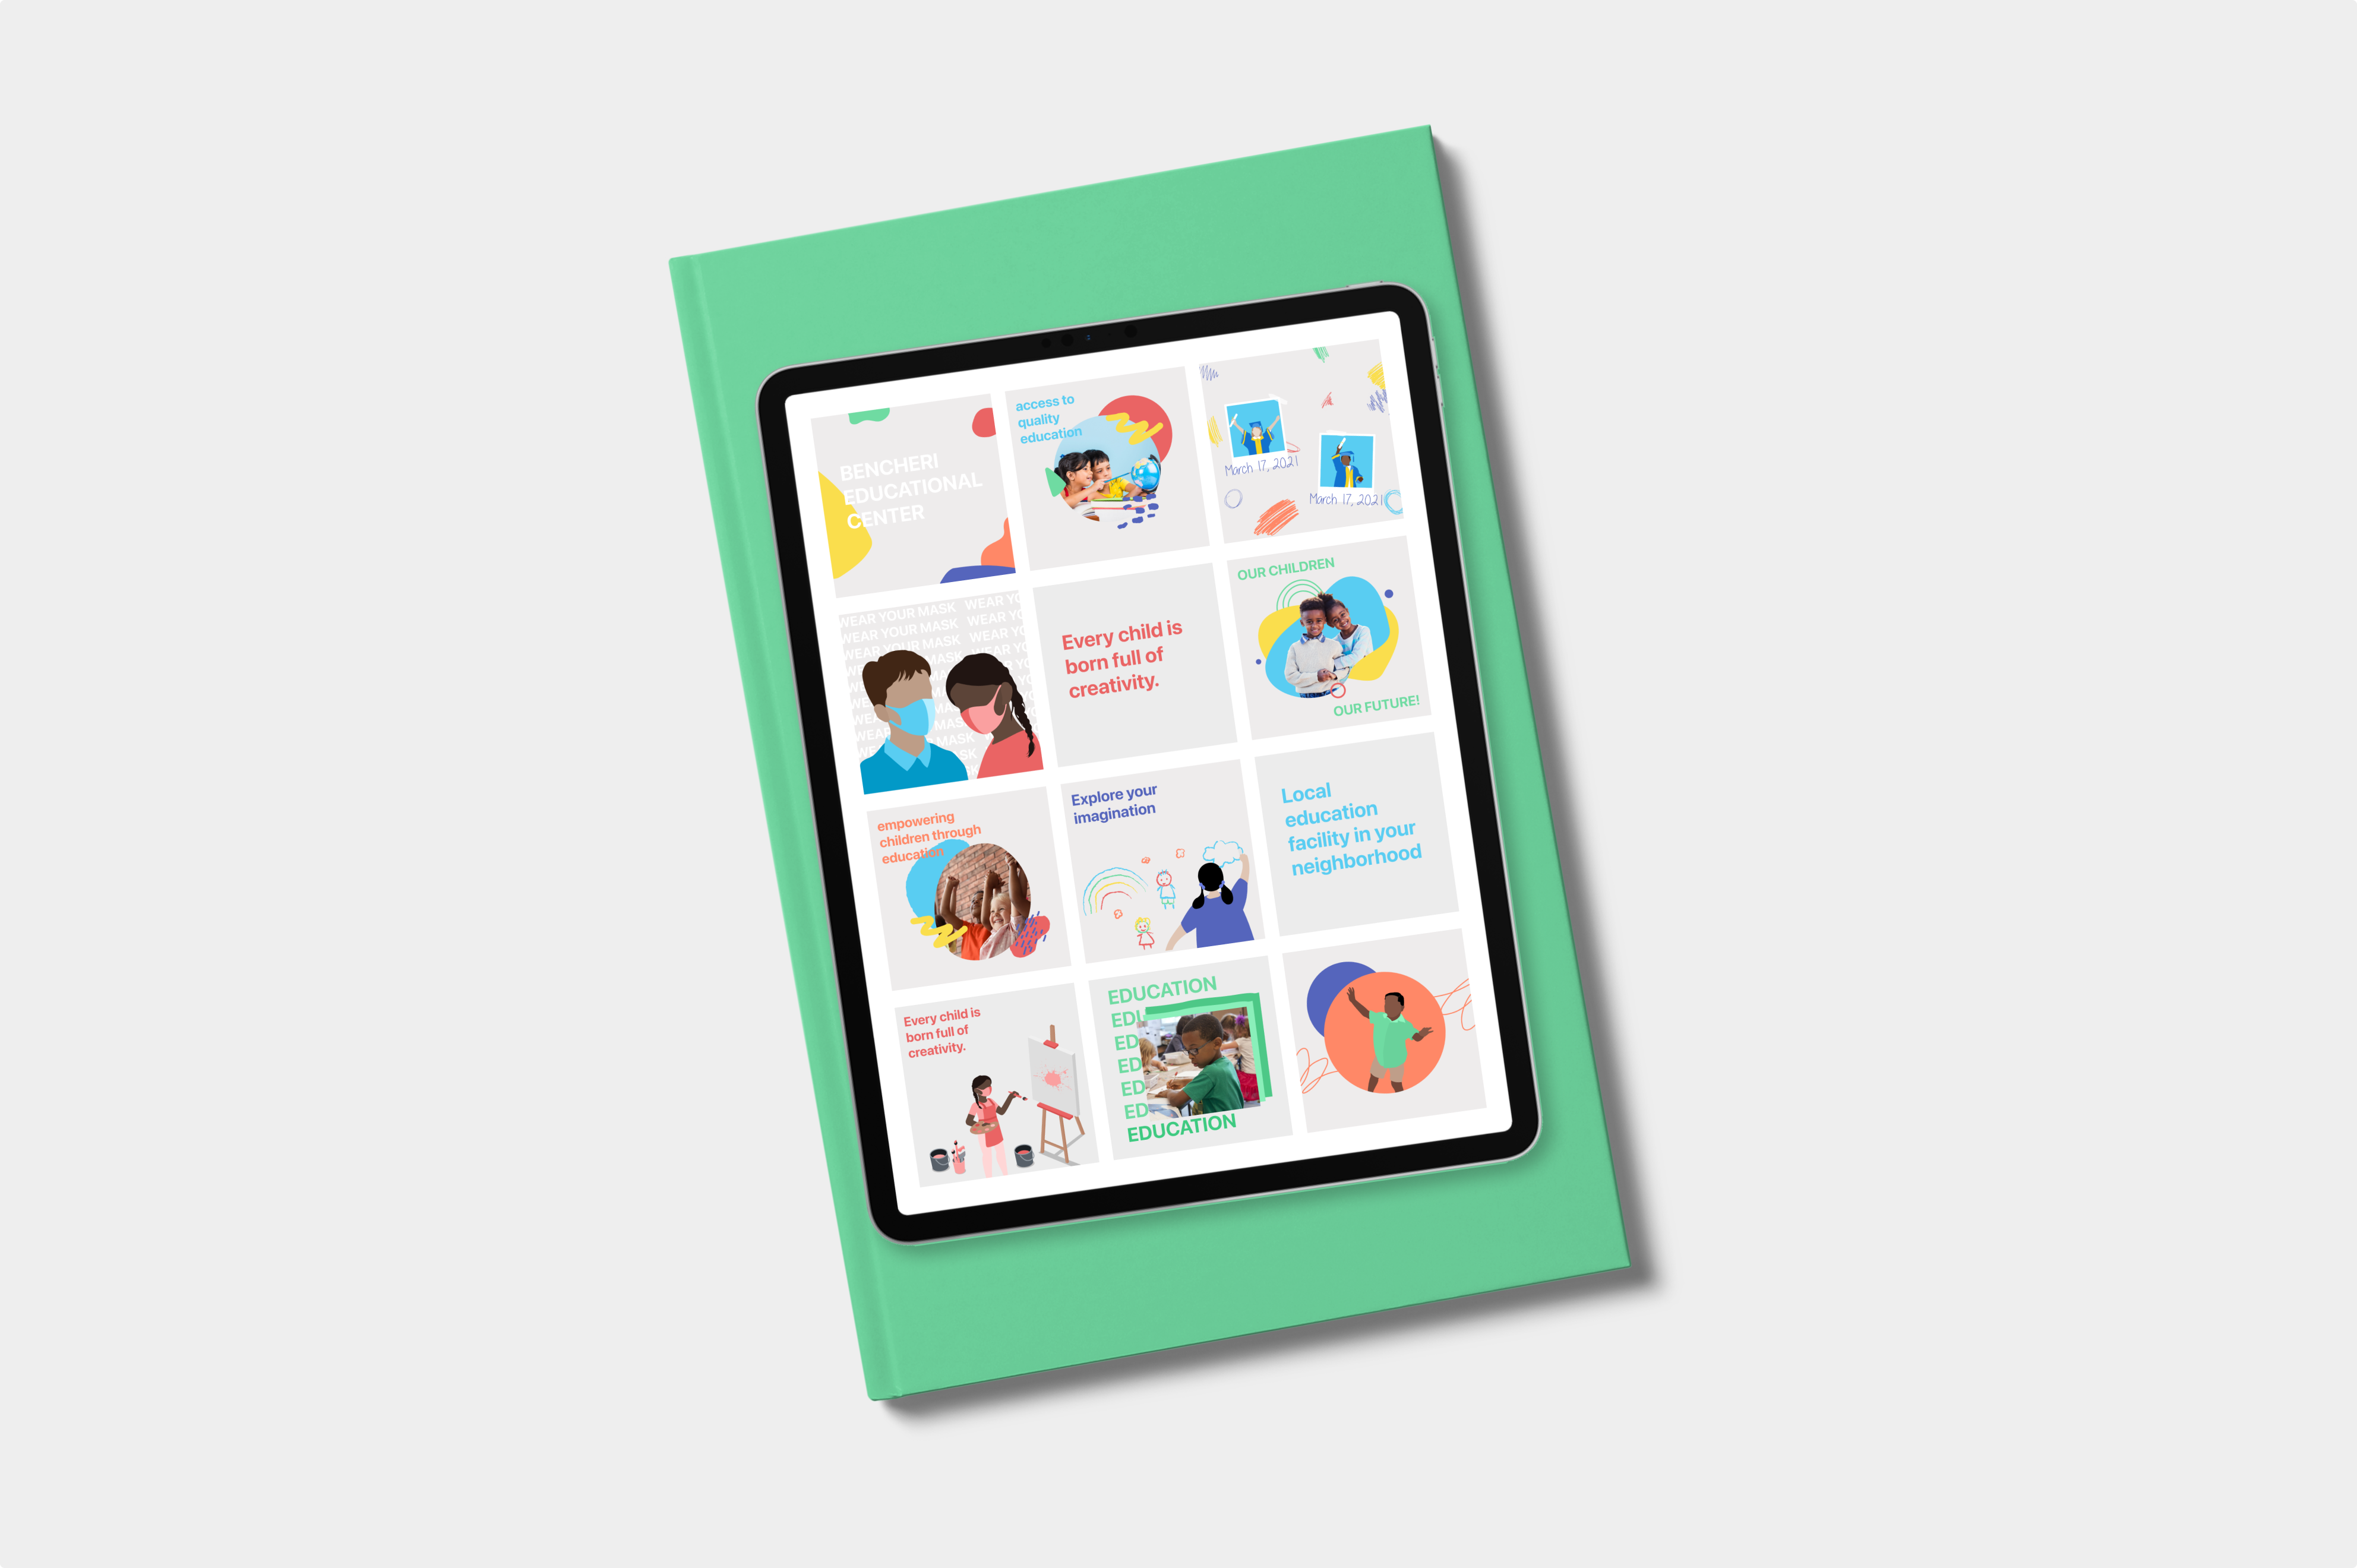 BENCHERI
EDUCATIONAL
CENTER
access to
quality
education
March 17, 2021
March 17, 2021
WEAR YOUR MASK WEAR YO
WEAR YOUR MASK WEAR YO
WEAR YOUR MASK WEAR YO
Every child is
born full of
creativity.
OUR CHILDREN
OUR FUTURE!
empowering
children through
education
Explore your
imagination
Local
education
facility in your
neighborhood
Every child is
born full of
creativity.
EDUCATION
EDU
ED
ED
ED
ED
EDUCATION